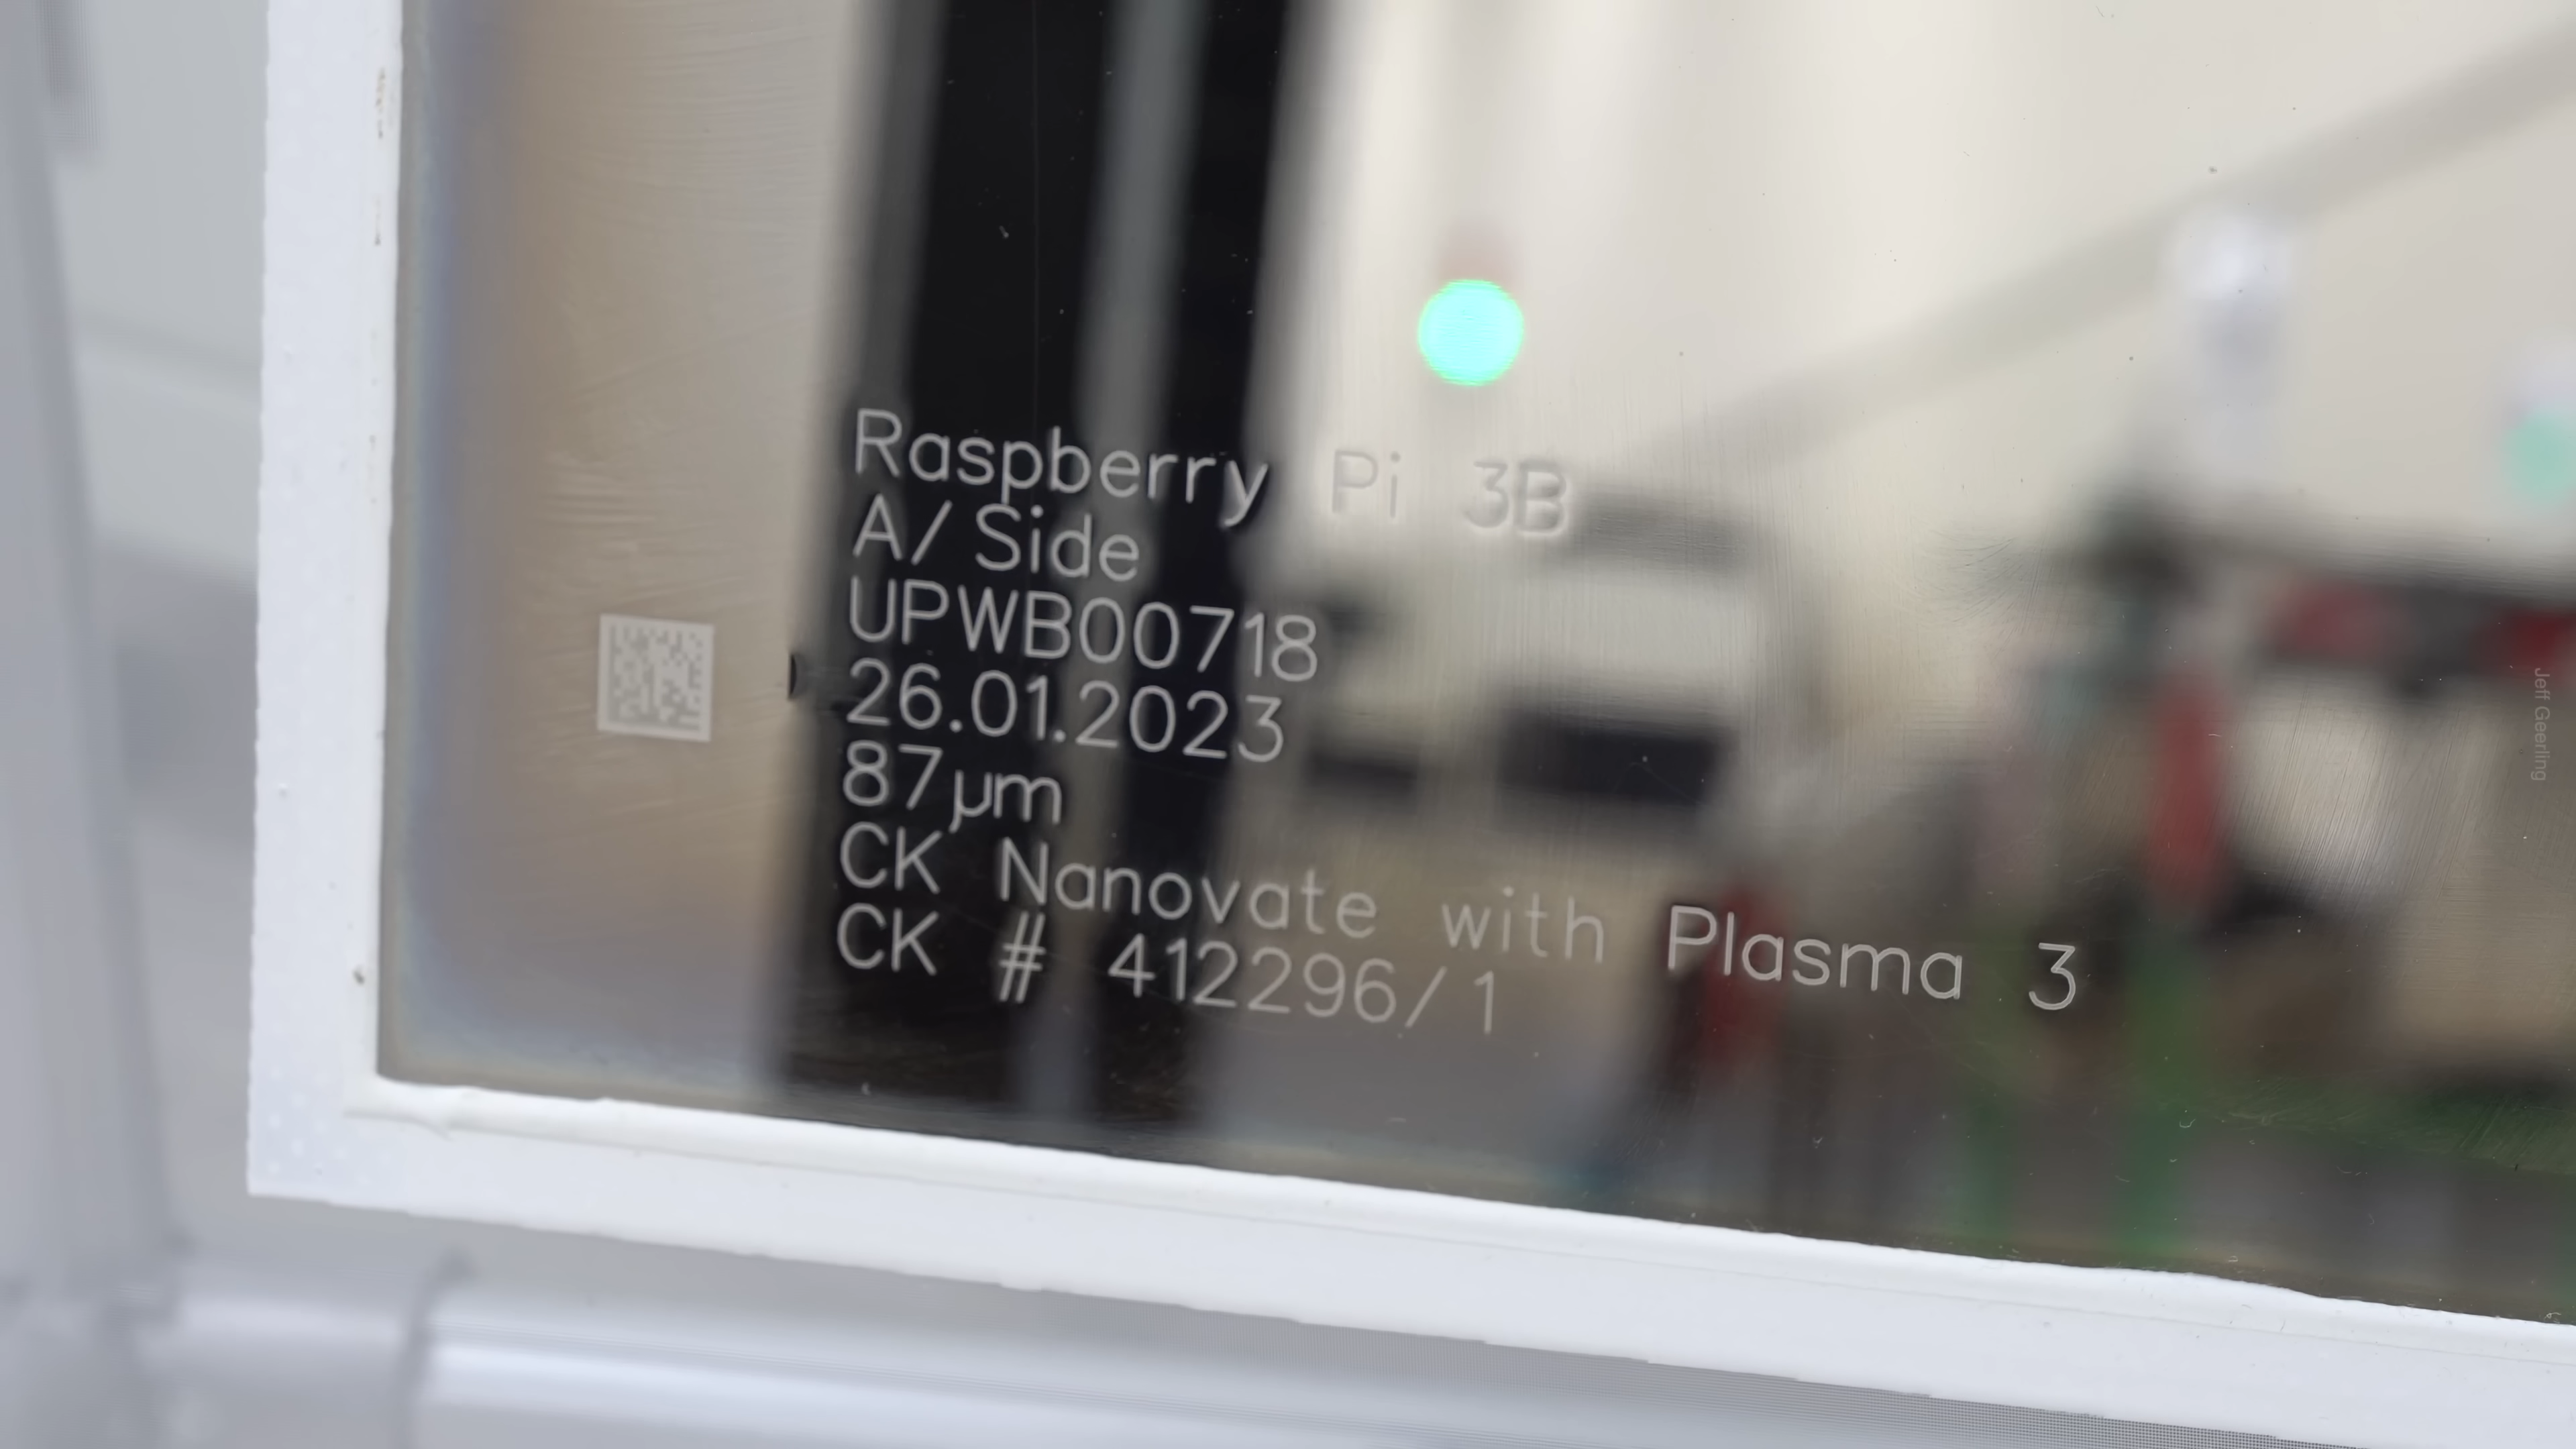 Raspberry Pi 3B
A/ Side
UPWB00718
26.01.2023
87µm
CK Nanovate with Plasma 3
CK # 412296/1
Jeff Geerling